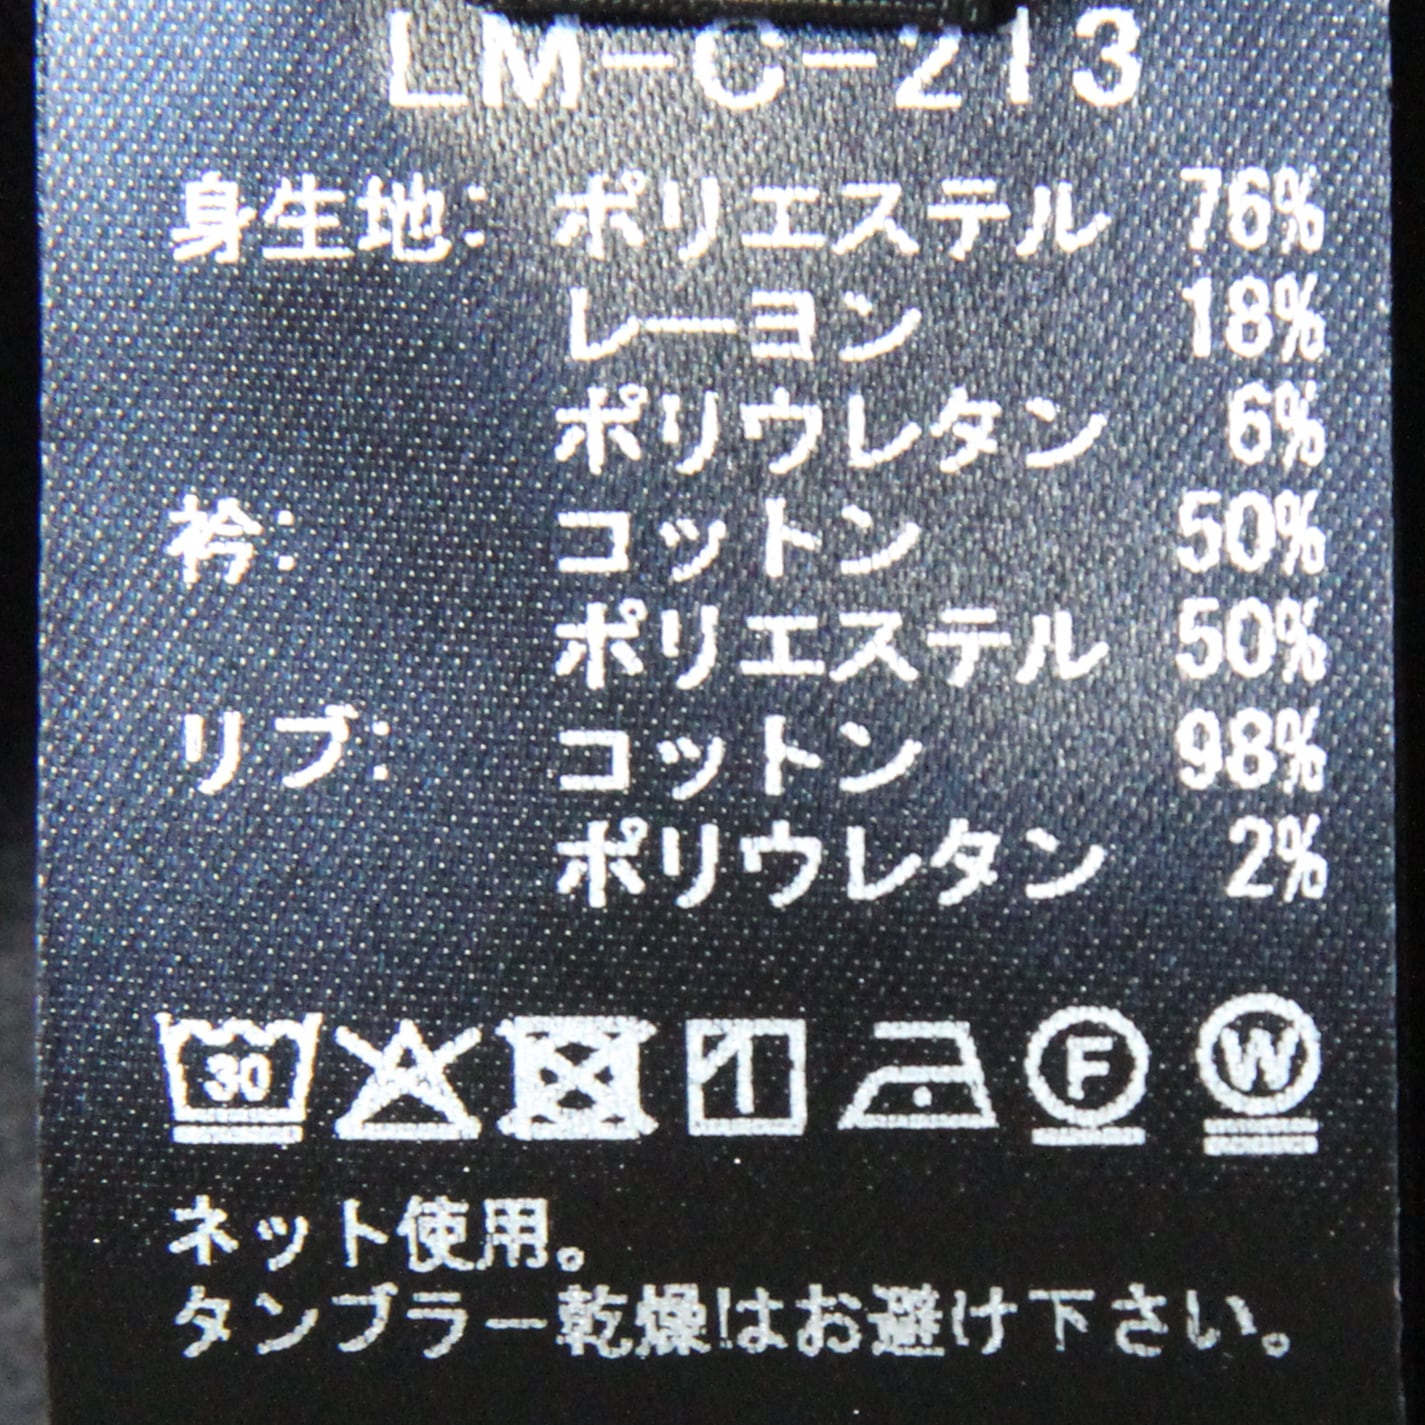 LM-C-213
身生地: ポリエステル 76%
レーヨン 18%
ポリウレタン 6%
衿: コットン 50%
ポリエステル 50%
リブ: コットン 98%
ポリウレタン 2%
30 F W
ネット使用。
タンブラー乾燥はお避け下さい。